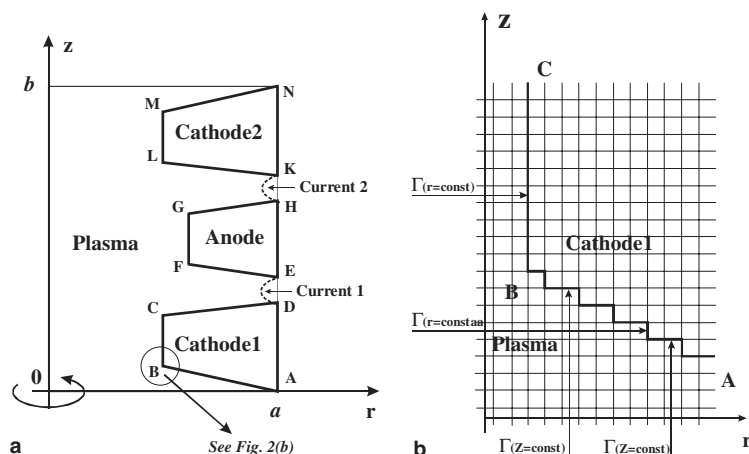 z
b
N
M
Cathode2
L
K
Current 2
H
G
Plasma
Anode
F
E
Current 1
D
C
Cathode1
B
A
0
a
r
See Fig. 2(b)
a
Z
C
Γ(r=const)
Cathode1
B
Γ(r=constaa
Plasma
A
Γ(Z=const)
Γ(Z=const)
r
b